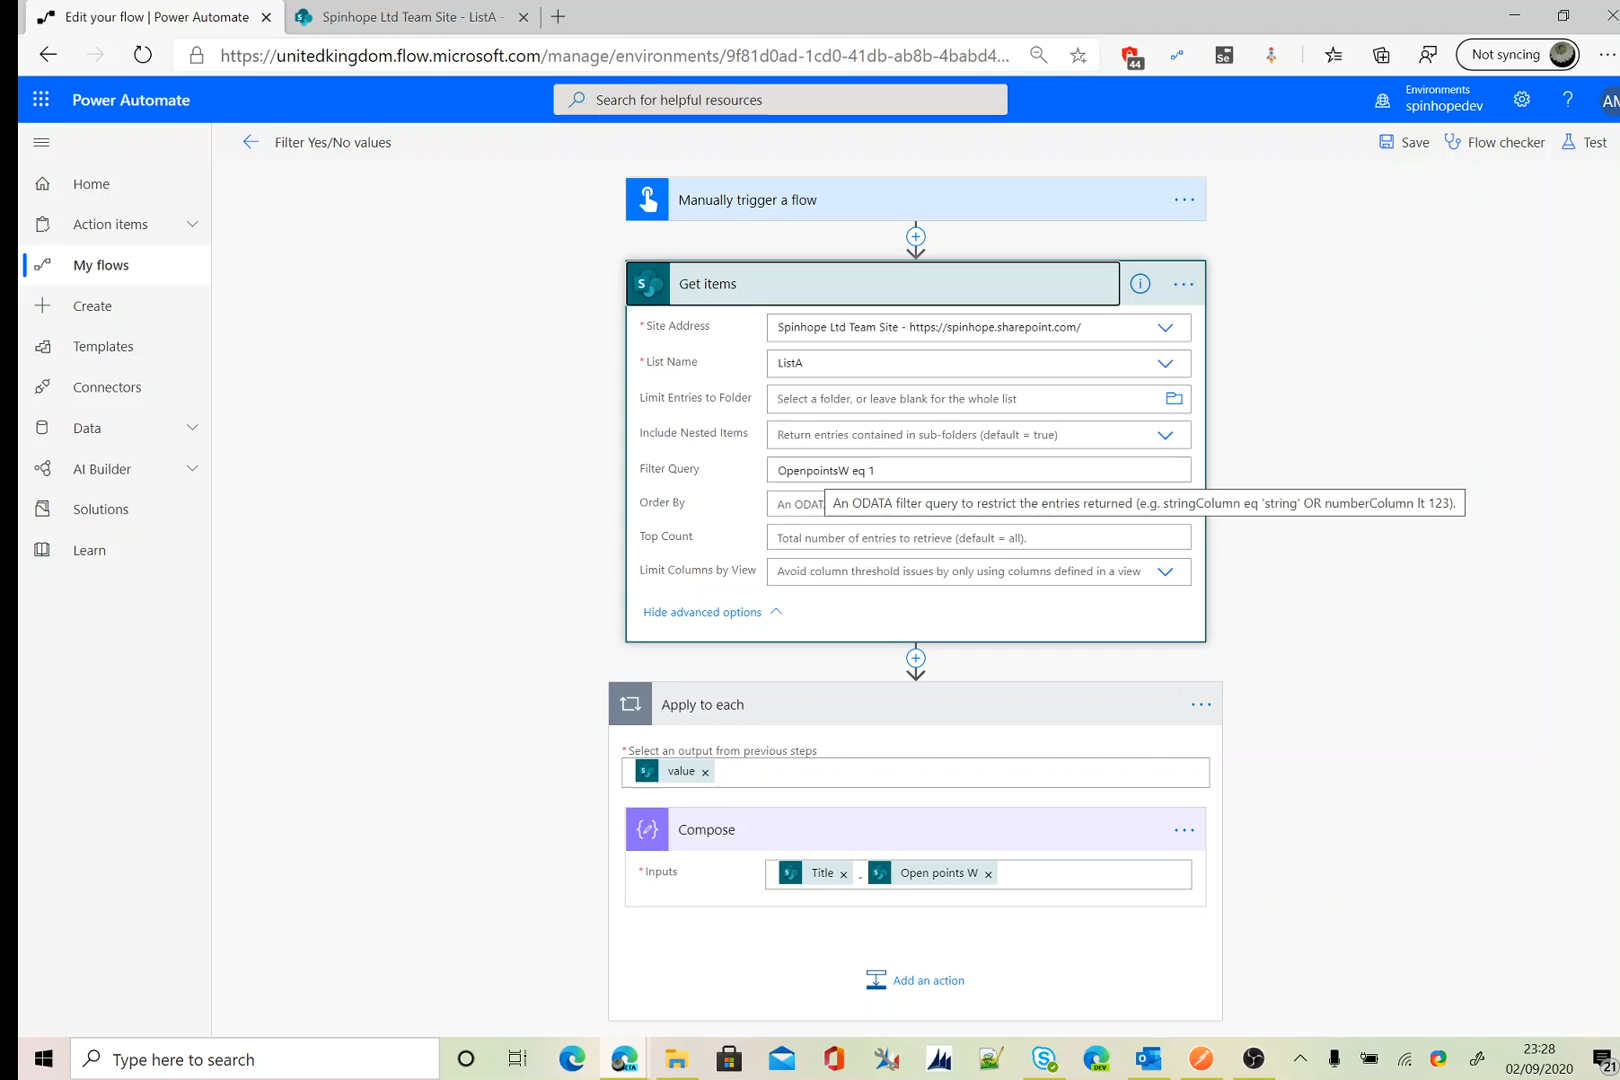 Edit your flow | Power Automate
Spinhope Ltd Team Site - ListA -
https://unitedkingdom.flow.microsoft.com/manage/environments/9f81d0ad-1cd0-41db-ab8b-4babd4...
44
Se
Not syncing
Power Automate
Search for helpful resources
Environments
spinhopedev
AM
Filter Yes/No values
Save
Flow checker
Test
Home
Action items
My flows
Create
Templates
Connectors
Data
AI Builder
Solutions
Learn
Manually trigger a flow
Get items
* Site Address
Spinhope Ltd Team Site - https://spinhope.sharepoint.com/
* List Name
ListA
Limit Entries to Folder
Select a folder, or leave blank for the whole list
Include Nested Items
Return entries contained in sub-folders (default = true)
Filter Query
OpenpointsW eq 1
Order By
An ODAT
An ODATA filter query to restrict the entries returned (e.g. stringColumn eq 'string' OR numberColumn lt 123).
Top Count
Total number of entries to retrieve (default = all).
Limit Columns by View
Avoid column threshold issues by only using columns defined in a view
Hide advanced options
Apply to each
* Select an output from previous steps
value
Compose
* Inputs
Title
-
Open points W
Add an action
Type here to search
BETA
DEV
23:28
02/09/2020
21